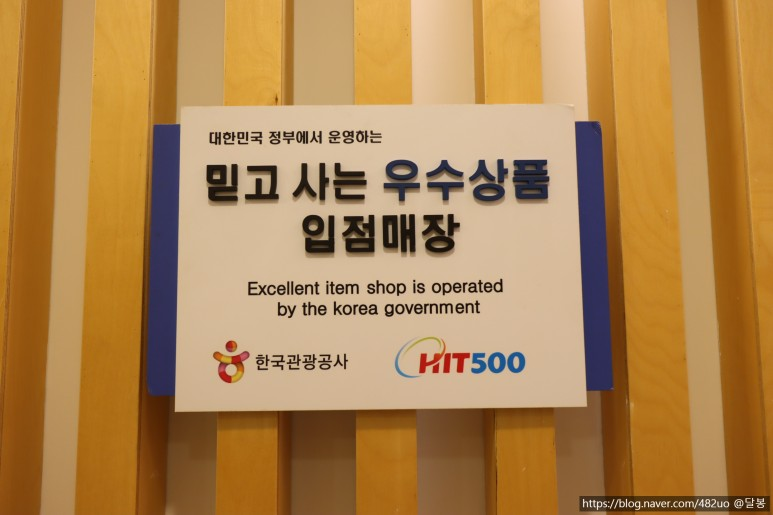 대한민국 정부에서 운영하는
믿고 사는 우수상품
입점매장
Excellent item shop is operated
by the korea government
한국관광공사
HIT500
https://blog.naver.com/482uo @달봉